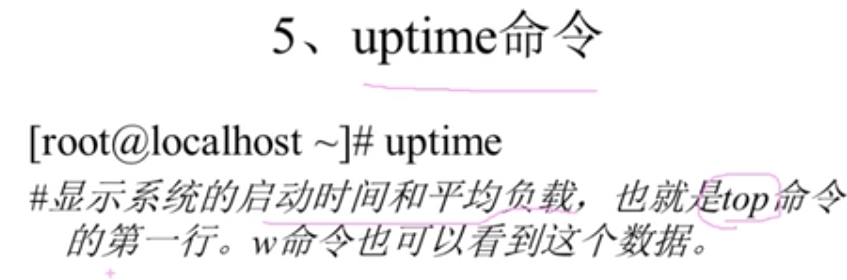 5、uptime命令
[root@localhost ~]# uptime
#显示系统的启动时间和平均负载，也就是top命令
的第一行。w命令也可以看到这个数据。